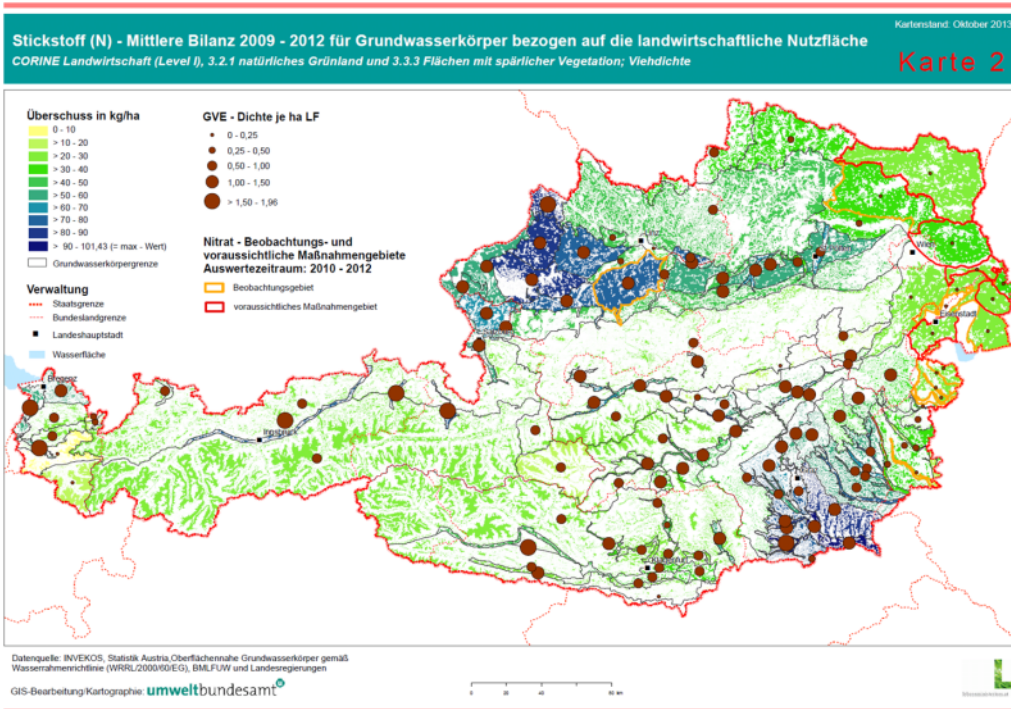 Kartenstand: Oktober 2013
Stickstoff (N) - Mittlere Bilanz 2009 - 2012 für Grundwasserkörper bezogen auf die landwirtschaftliche Nutzfläche
CORINE Landwirtschaft (Level I), 3.2.1 natürliches Grünland und 3.3.3 Flächen mit spärlicher Vegetation; Viehdichte
Karte 2
Überschuss in kg/ha
0 - 10
> 10 - 20
> 20 - 30
> 30 - 40
> 40 - 50
> 50 - 60
> 60 - 70
> 70 - 80
> 80 - 90
> 90 - 101,43 (= max - Wert)
Grundwasserkörpergrenze
Verwaltung
Staatsgrenze
Bundeslandgrenze
Landeshauptstadt
Wasserfläche
GVE - Dichte je ha LF
0 - 0,25
0,25 - 0,50
0,50 - 1,00
1,00 - 1,50
> 1,50 - 1,96
Nitrat - Beobachtungs- und
voraussichtliche Maßnahmengebiete
Auswertezeitraum: 2010 - 2012
Beobachtungsgebiet
voraussichtliches Maßnahmengebiet
Linz
Wien
Eisenstadt
Bregenz
Innsbruck
Klagenfurt
Datenquelle: INVEKOS, Statistik Austria,Oberflächennahe Grundwasserkörper gemäß
Wasserrahmenrichtlinie (WRRL/2000/60/EG), BMLFUW und Landesregierungen
GIS-Bearbeitung/Kartographie: umweltbundesamt
0 20 40 80 km